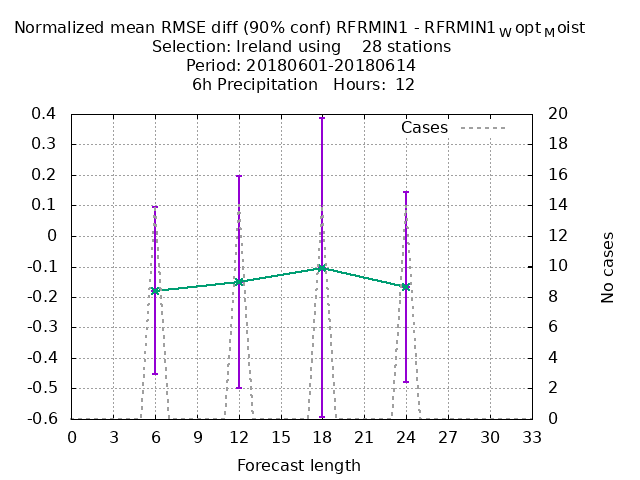 Normalized mean RMSE diff (90% conf) RFRMIN1 - RFRMIN1WoptMoist
Selection: Ireland using 28 stations
Period: 20180601-20180614
6h Precipitation Hours: 12
Cases
0.4
0.3
0.2
0.1
0
-0.1
-0.2
-0.3
-0.4
-0.5
-0.6
20
18
16
14
12
10
8
6
4
2
0
No cases
0 3 6 9 12 15 18 21 24 27 30 33
Forecast length